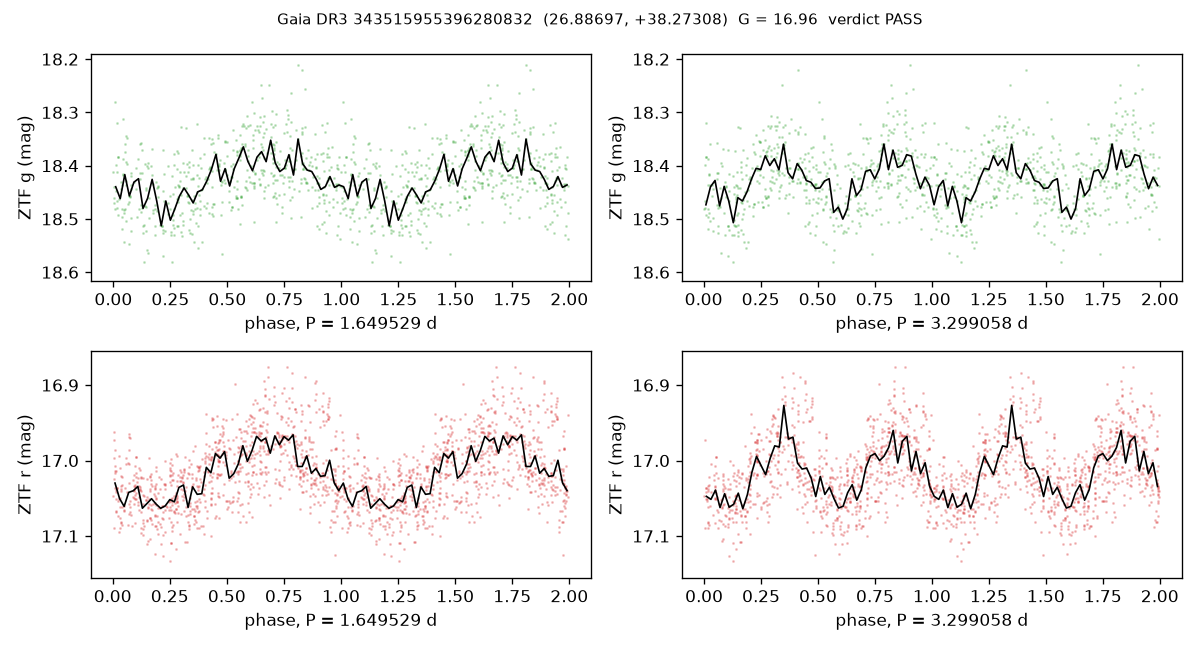 Gaia DR3 343515955396280832 (26.88697, +38.27308) G = 16.96 verdict PASS
ZTF g (mag)
18.2
18.3
18.4
18.5
18.6
0.00 0.25 0.50 0.75 1.00 1.25 1.50 1.75 2.00
phase, P = 1.649529 d
ZTF g (mag)
18.2
18.3
18.4
18.5
18.6
0.00 0.25 0.50 0.75 1.00 1.25 1.50 1.75 2.00
phase, P = 3.299058 d
ZTF r (mag)
16.9
17.0
17.1
0.00 0.25 0.50 0.75 1.00 1.25 1.50 1.75 2.00
phase, P = 1.649529 d
ZTF r (mag)
16.9
17.0
17.1
0.00 0.25 0.50 0.75 1.00 1.25 1.50 1.75 2.00
phase, P = 3.299058 d